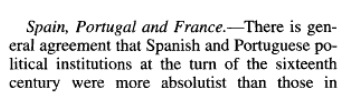 Spain, Portugal and France.—There is gen-
eral agreement that Spanish and Portuguese po-
litical institutions at the turn of the sixteenth
century were more absolutist than those in